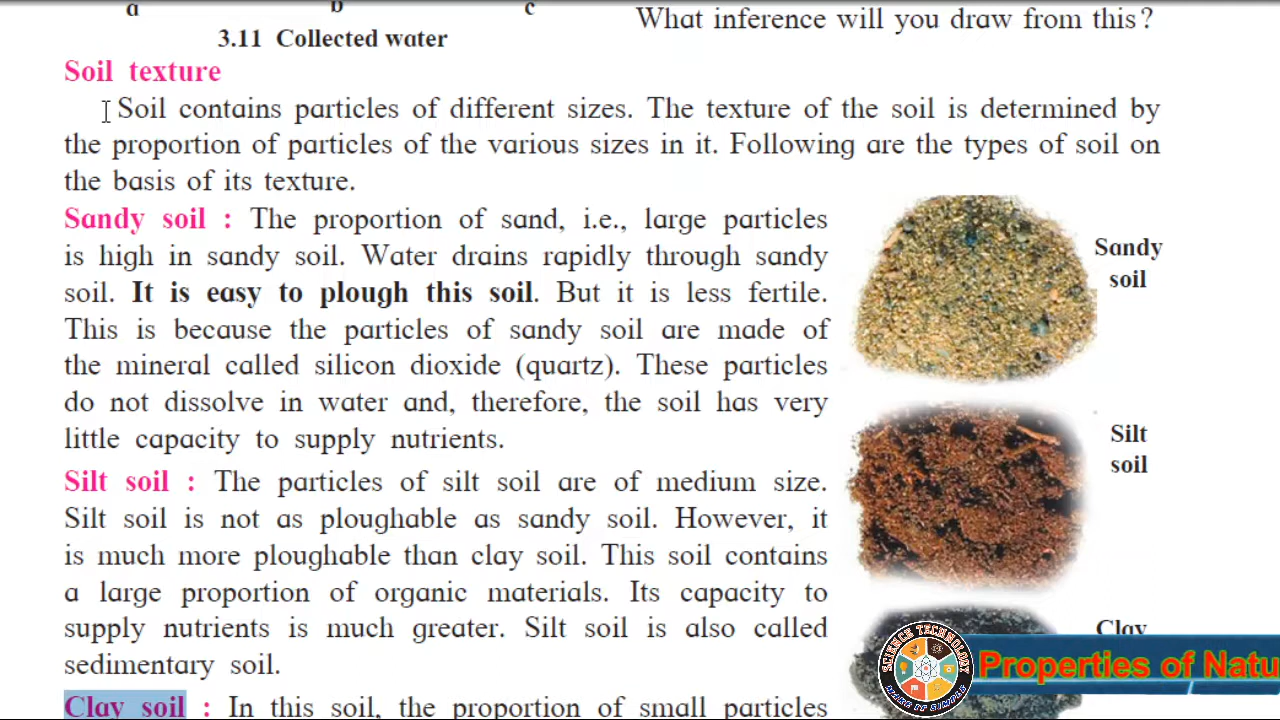 a b c
What inference will you draw from this?
3.11 Collected water
Soil texture
Soil contains particles of different sizes. The texture of the soil is determined by
the proportion of particles of the various sizes in it. Following are the types of soil on
the basis of its texture.
Sandy soil : The proportion of sand, i.e., large particles
is high in sandy soil. Water drains rapidly through sandy
soil. It is easy to plough this soil. But it is less fertile.
This is because the particles of sandy soil are made of
the mineral called silicon dioxide (quartz). These particles
do not dissolve in water and, therefore, the soil has very
little capacity to supply nutrients.
Sandy
soil
Silt soil : The particles of silt soil are of medium size.
Silt soil is not as ploughable as sandy soil. However, it
is much more ploughable than clay soil. This soil contains
a large proportion of organic materials. Its capacity to
supply nutrients is much greater. Silt soil is also called
sedimentary soil.
Silt
soil
Clay soil : In this soil, the proportion of small particles
Clay
SCIENCE TECHNOLOGY
MAKE IT SIMPLE
Properties of Natu